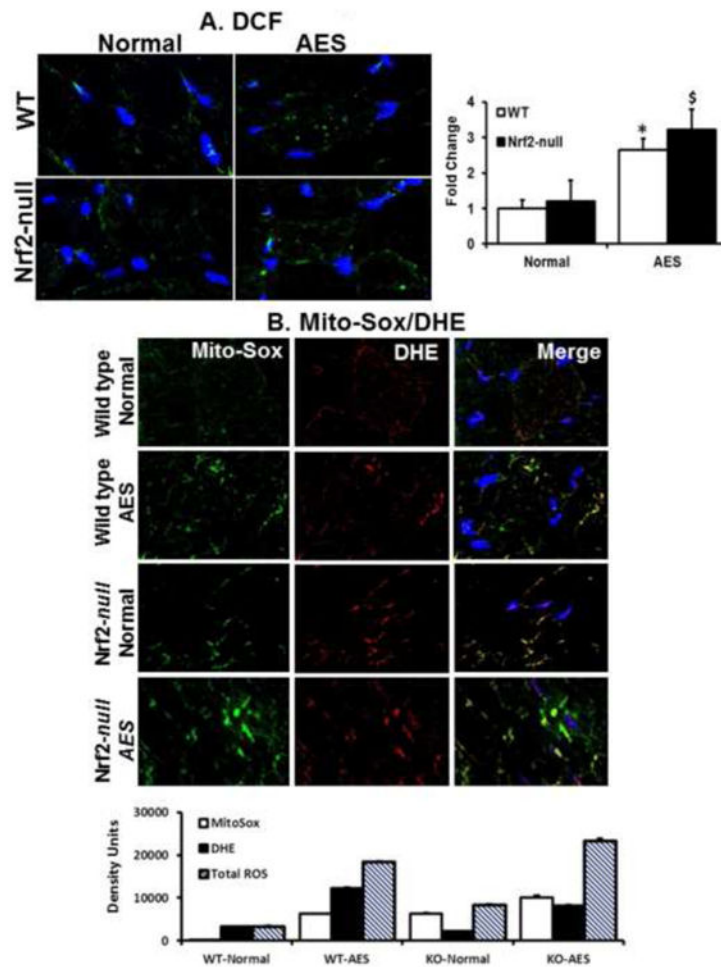 A. DCF
Normal AES
WT
Nrf2-null
Fold Change
5
4
3
2
1
0
WT
Nrf2-null
*
$
Normal AES
B. Mito-Sox/DHE
Mito-Sox DHE Merge
Wild type
Normal
Wild type
AES
Nrf2-null
Normal
Nrf2-null
AES
Density Units
30000
20000
10000
0
MitoSox
DHE
Total ROS
WT-Normal WT-AES KO-Normal KO-AES